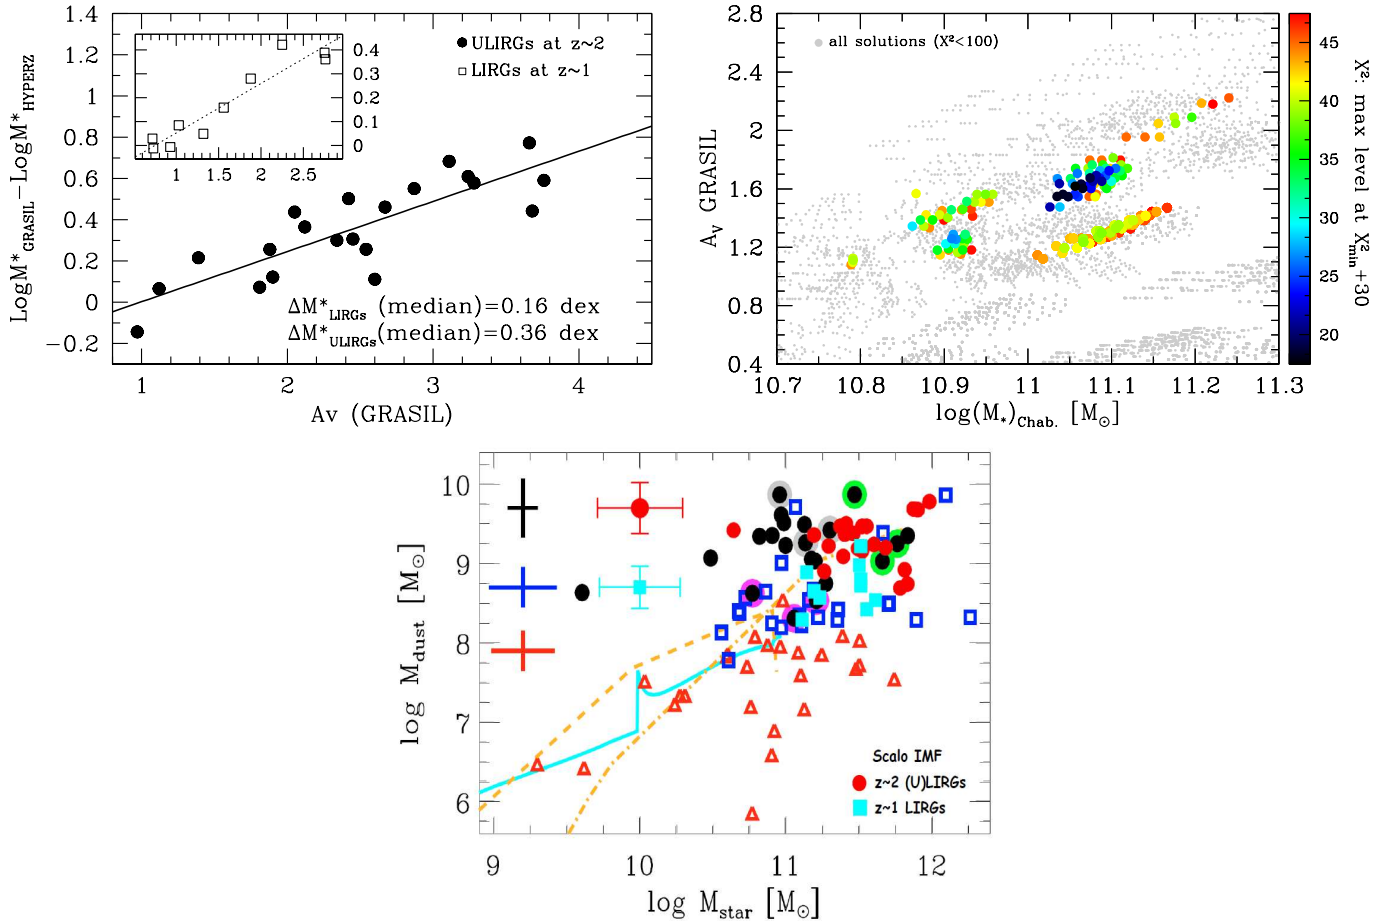 1.4
1.2
1
0.8
0.6
0.4
0.2
0
−0.2
LogM*GRASIL−LogM*HYPERZ
ULIRGs at z~2
LIRGs at z~1
0.4
0.3
0.2
0.1
0
1 1.5 2 2.5
ΔM*LIRGs (median)=0.16 dex
ΔM*ULIRGs(median)=0.36 dex
1 2 3 4
Av (GRASIL)
2.8
2.4
2
1.6
1.2
0.8
0.4
Av GRASIL
all solutions (X²<100)
10.7 10.8 10.9 11 11.1 11.2 11.3
log(M*)Chab. [M⊙]
45
40
35
30
25
20
X²: max level at X²min+30
10
9
8
7
6
log Mdust [M⊙]
Scalo IMF
z~2 (U)LIRGs
z~1 LIRGs
9 10 11 12
log Mstar [M⊙]